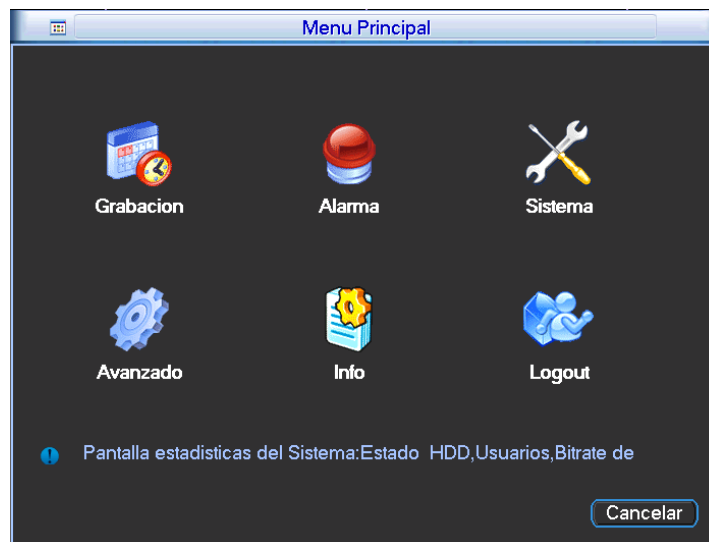 Menu Principal
Grabacion
Alarma
Sistema
Avanzado
Info
Logout
Pantalla estadisticas del Sistema:Estado HDD,Usuarios,Bitrate de
Cancelar